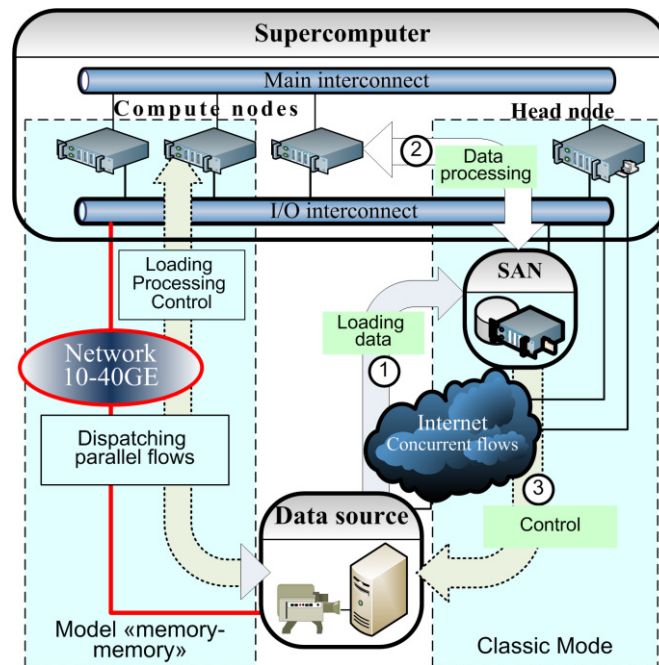 Supercomputer
Main interconnect
Compute nodes
Head node
2
Data
processing
I/O interconnect
Loading
Processing
Control
SAN
Loading
data
1
Network
10-40GE
Internet
Concurrent flows
Dispatching
parallel flows
3
Control
Data source
Model «memory-
memory»
Classic Mode